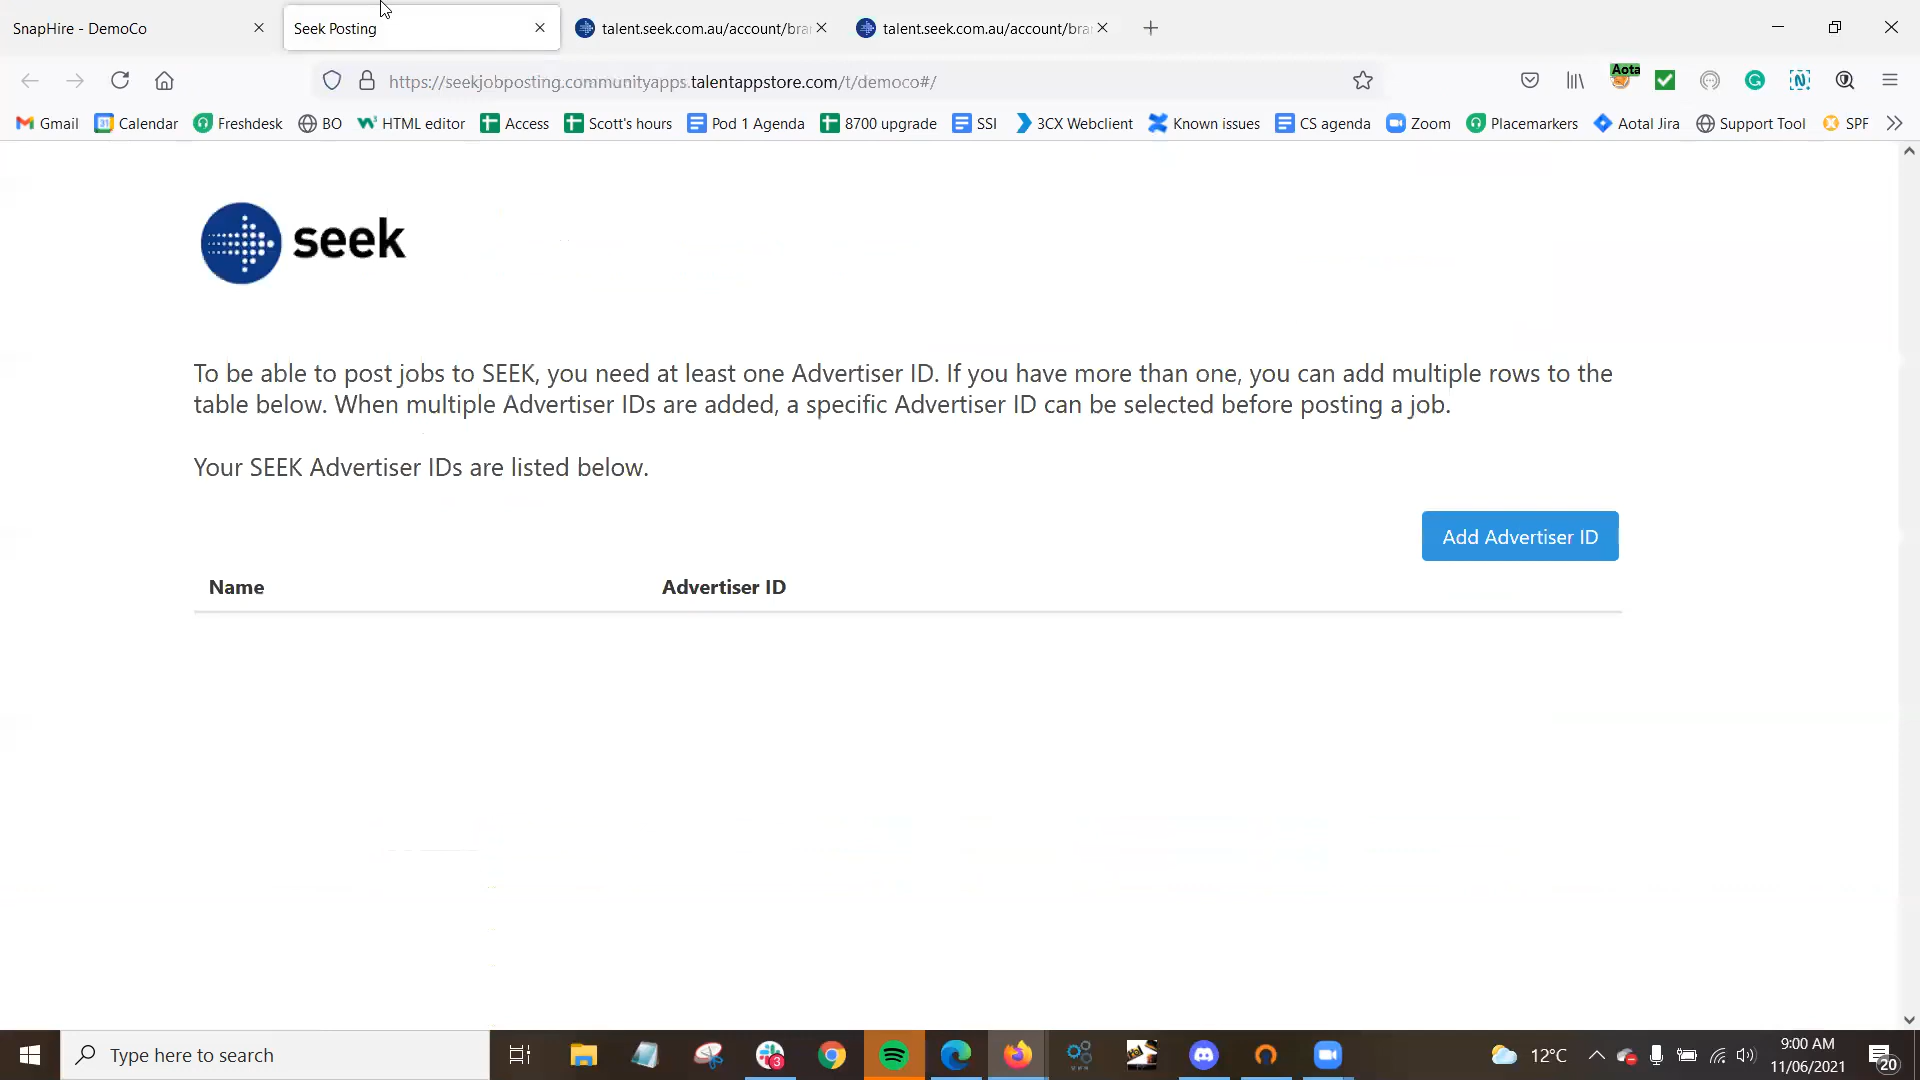 SnapHire - DemoCo
Seek Posting
talent.seek.com.au/account/bra
talent.seek.com.au/account/bra
https://seekjobposting.communityapps.talentappstore.com/t/democo#/
Aota
Gmail
Calendar
Freshdesk
BO
HTML editor
Access
Scott's hours
Pod 1 Agenda
8700 upgrade
SSI
3CX Webclient
Known issues
CS agenda
Zoom
Placemarkers
Aotal Jira
Support Tool
SPF
seek
To be able to post jobs to SEEK, you need at least one Advertiser ID. If you have more than one, you can add multiple rows to the
table below. When multiple Advertiser IDs are added, a specific Advertiser ID can be selected before posting a job.
Your SEEK Advertiser IDs are listed below.
Add Advertiser ID
Name
Advertiser ID
Type here to search
3
VPN
12°C
9:00 AM
11/06/2021
20